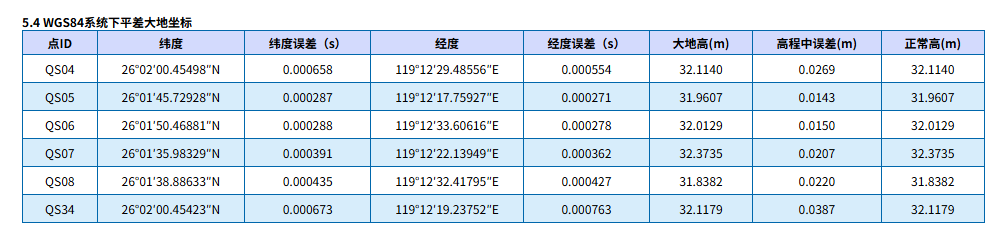 5.4 WGS84系统下平差大地坐标
点ID 纬度 纬度误差（s） 经度 经度误差（s） 大地高(m) 高程中误差(m) 正常高(m)
QS04 26°02'00.45498"N 0.000658 119°12'29.48556"E 0.000554 32.1140 0.0269 32.1140
QS05 26°01'45.72928"N 0.000287 119°12'17.75927"E 0.000271 31.9607 0.0143 31.9607
QS06 26°01'50.46881"N 0.000288 119°12'33.60616"E 0.000278 32.0129 0.0150 32.0129
QS07 26°01'35.98329"N 0.000391 119°12'22.13949"E 0.000362 32.3735 0.0207 32.3735
QS08 26°01'38.88633"N 0.000435 119°12'32.41795"E 0.000427 31.8382 0.0220 31.8382
QS34 26°02'00.45423"N 0.000673 119°12'19.23752"E 0.000763 32.1179 0.0387 32.1179